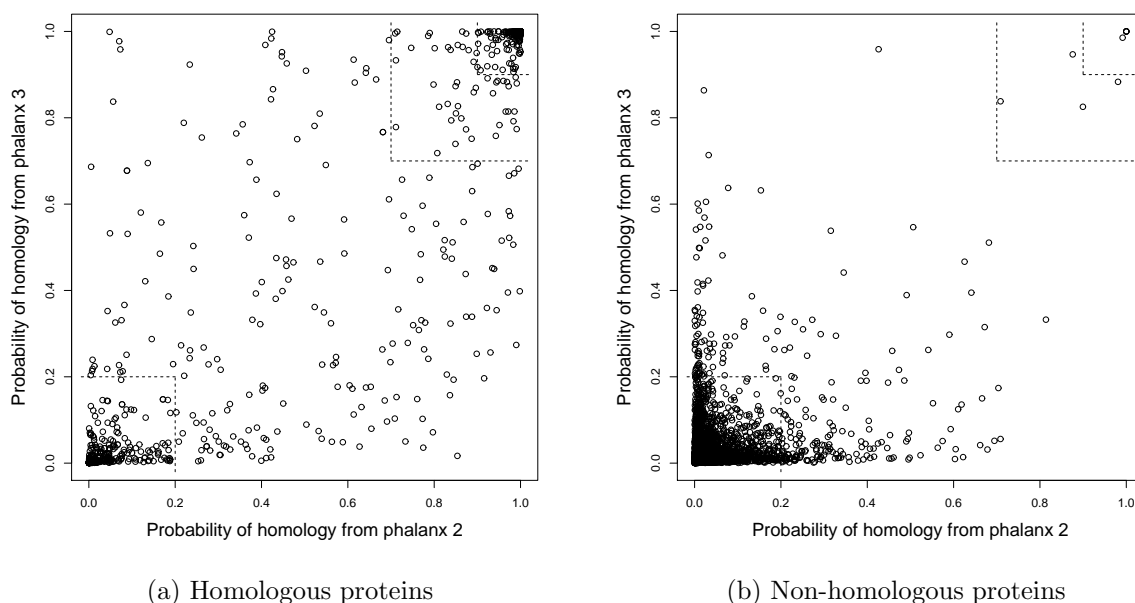 1.0
0.8
0.6
0.4
0.2
0.0
Probability of homology from phalanx 3
0.0 0.2 0.4 0.6 0.8 1.0
Probability of homology from phalanx 2
(a) Homologous proteins
1.0
0.8
0.6
0.4
0.2
0.0
Probability of homology from phalanx 3
0.0 0.2 0.4 0.6 0.8 1.0
Probability of homology from phalanx 2
(b) Non-homologous proteins